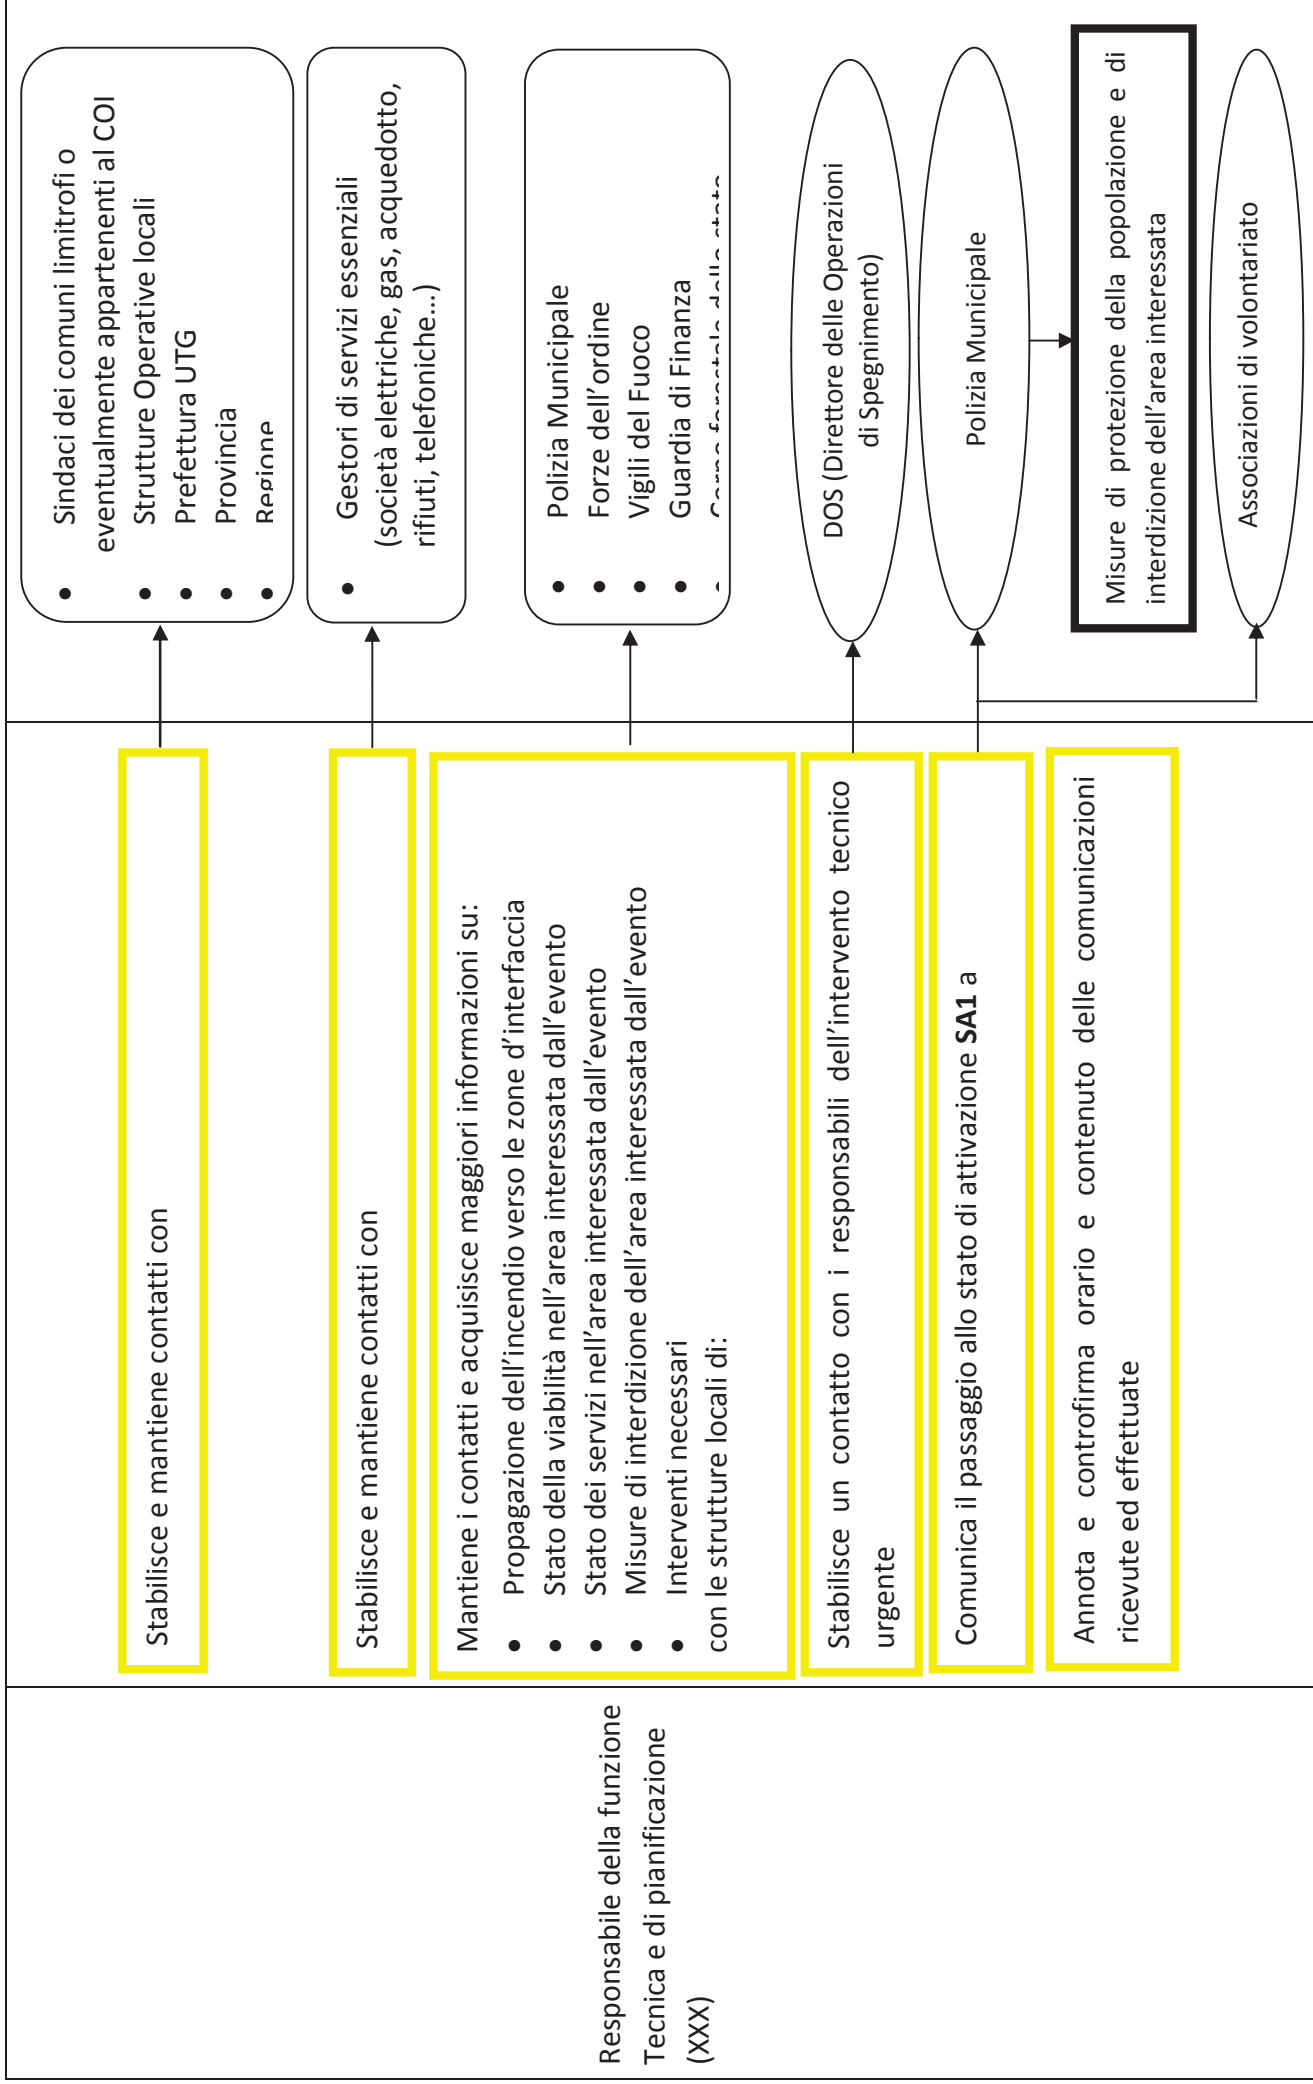 Responsabile della funzione
Tecnica e di pianificazione
(XXX)
Stabilisce e mantiene contatti con
• Sindaci dei comuni limitrofi o
eventualmente appartenenti al COI
• Strutture Operative locali
• Prefettura UTG
• Provincia
• Regione
Stabilisce e mantiene contatti con
• Gestori di servizi essenziali
(società elettriche, gas, acquedotto,
rifiuti, telefoniche…)
Mantiene i contatti e acquisisce maggiori informazioni su:
• Propagazione dell’incendio verso le zone d’interfaccia
• Stato della viabilità nell’area interessata dall’evento
• Stato dei servizi nell’area interessata dall’evento
• Misure di interdizione dell’area interessata dall’evento
• Interventi necessari
con le strutture locali di:
• Polizia Municipale
• Forze dell’ordine
• Vigili del Fuoco
• Guardia di Finanza
• Corpo forestale dello stato
Stabilisce un contatto con i responsabili dell’intervento tecnico
urgente
DOS (Direttore delle Operazioni
di Spegnimento)
Comunica il passaggio allo stato di attivazione SA1 a
Polizia Municipale
Misure di protezione della popolazione e di
interdizione dell’area interessata
Associazioni di volontariato
Annota e controfirma orario e contenuto delle comunicazioni
ricevute ed effettuate